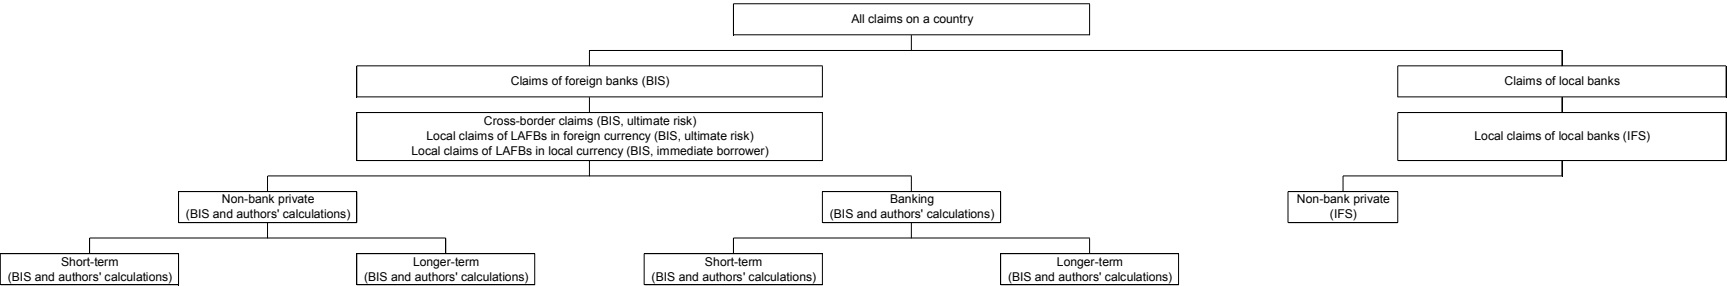 All claims on a country
Claims of foreign banks (BIS)
Claims of local banks
Cross-border claims (BIS, ultimate risk)
Local claims of LAFBs in foreign currency (BIS, ultimate risk)
Local claims of LAFBs in local currency (BIS, immediate borrower)
Local claims of local banks (IFS)
Non-bank private
(BIS and authors' calculations)
Banking
(BIS and authors' calculations)
Non-bank private
(IFS)
Short-term
(BIS and authors' calculations)
Longer-term
(BIS and authors' calculations)
Short-term
(BIS and authors' calculations)
Longer-term
(BIS and authors' calculations)